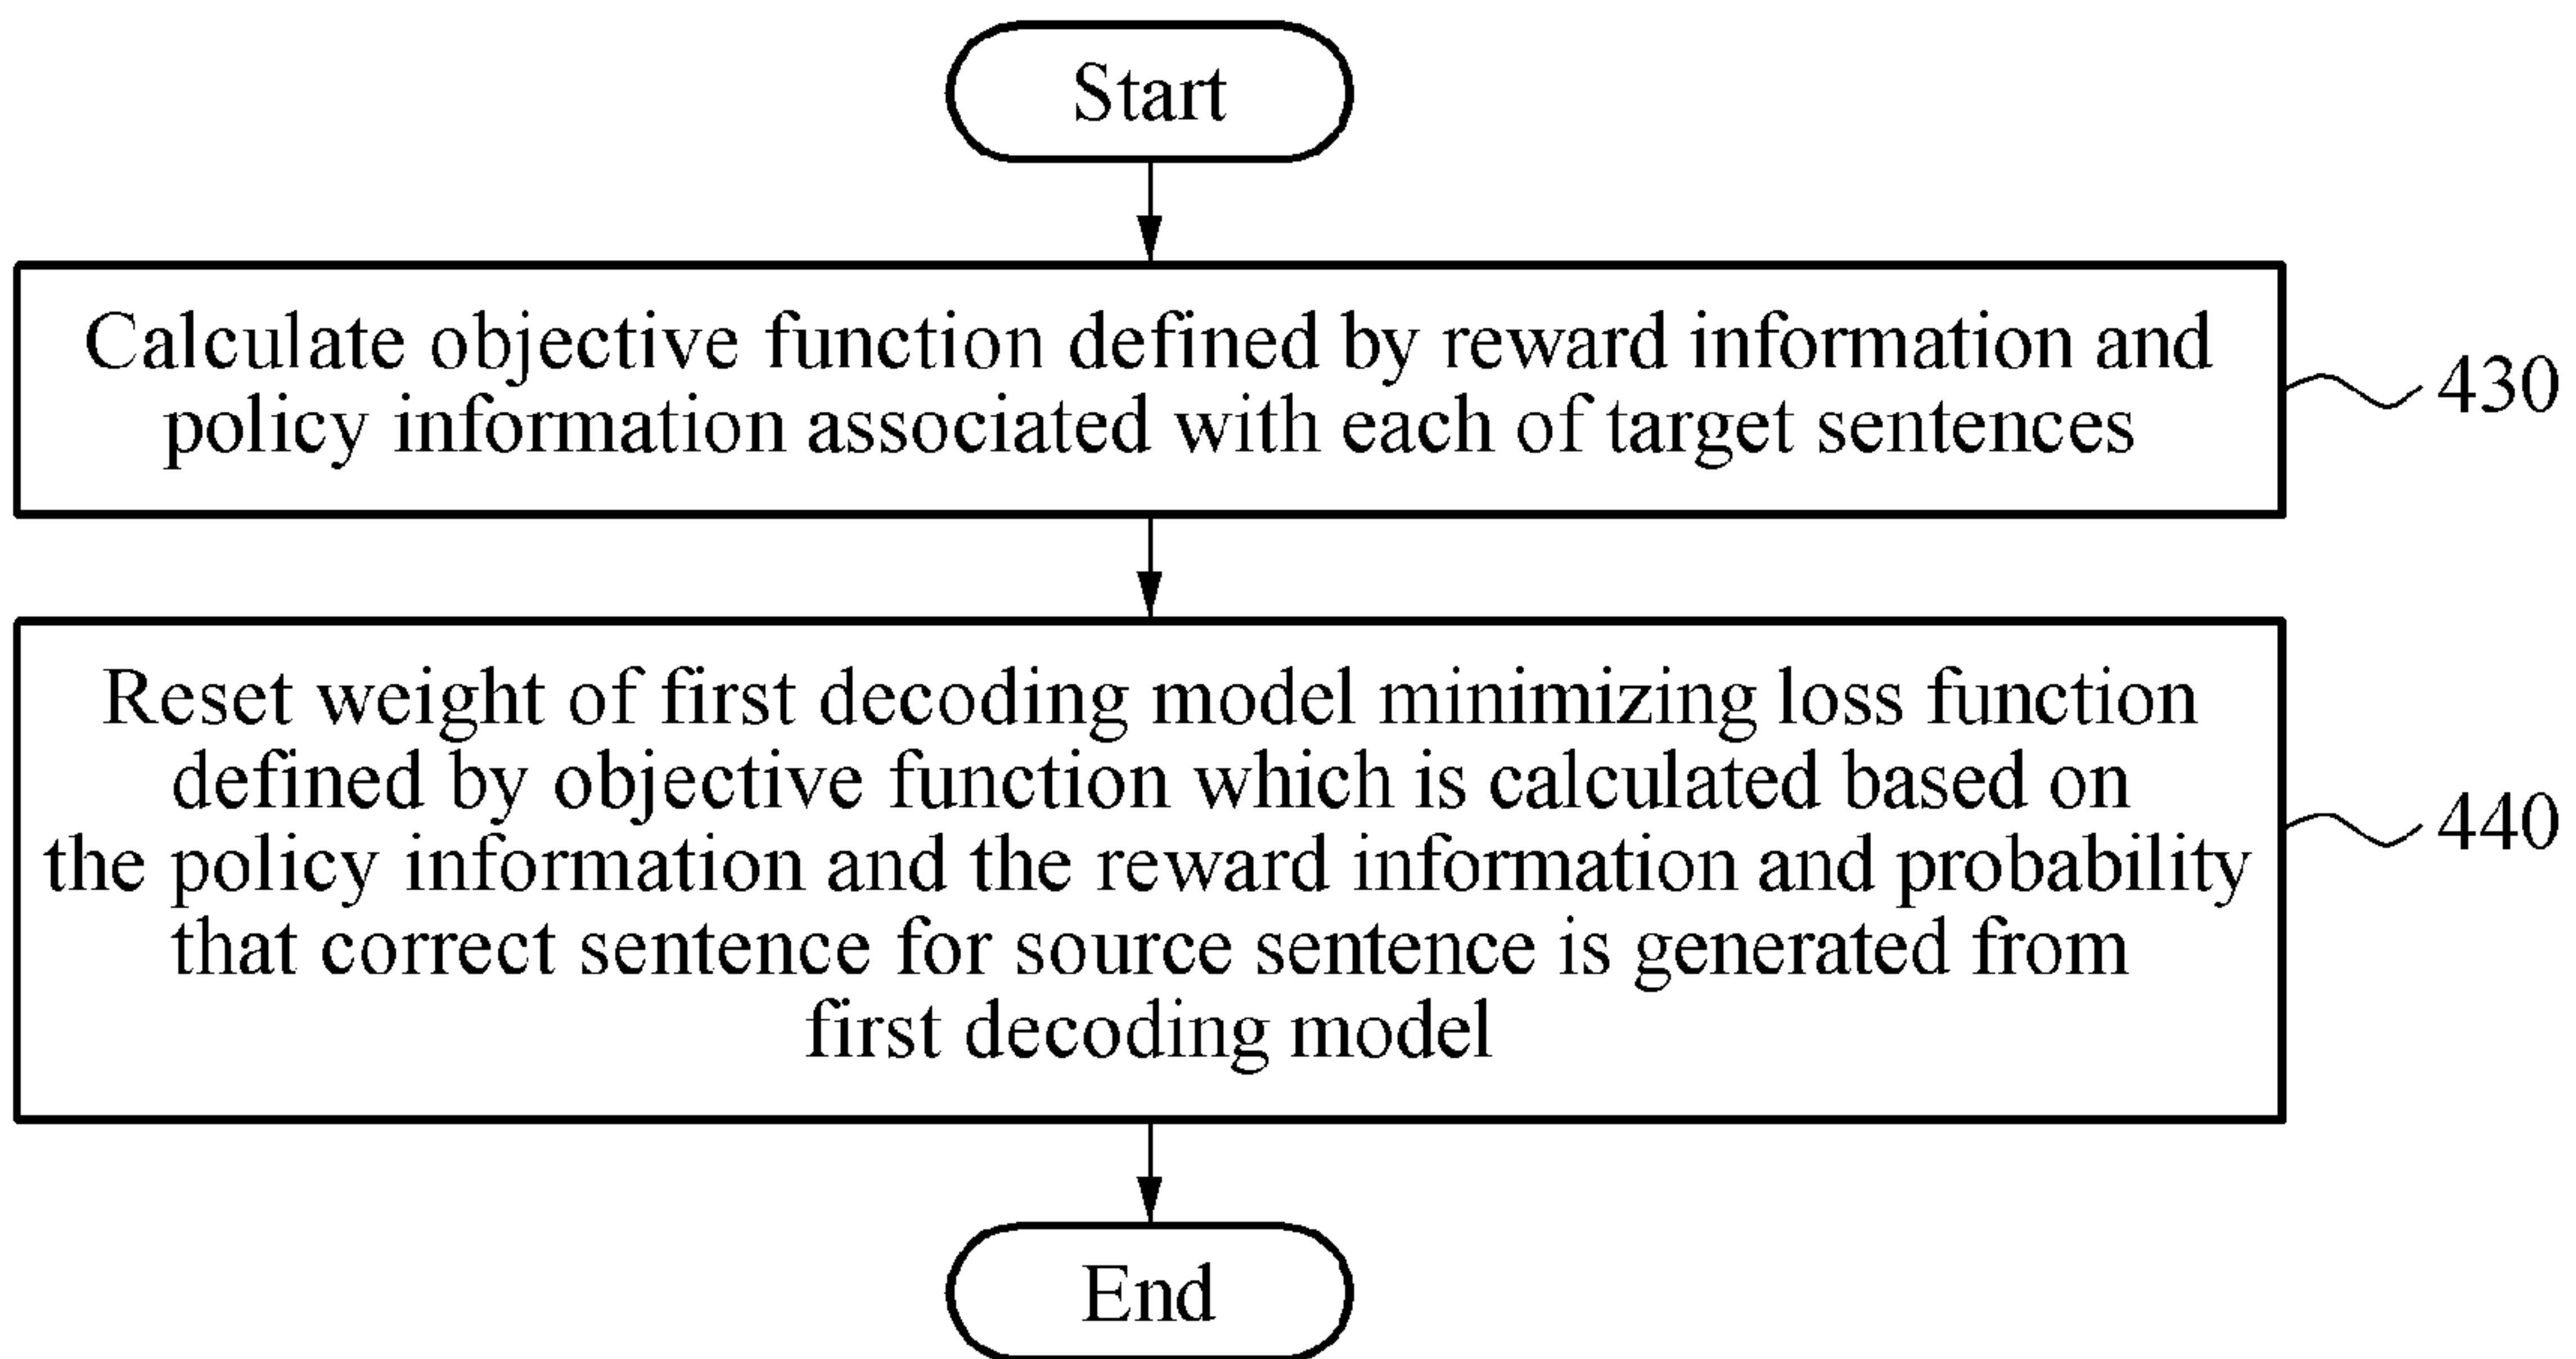 Start
Calculate objective function defined by reward information and
policy information associated with each of target sentences
430
Reset weight of first decoding model minimizing loss function
defined by objective function which is calculated based on
the policy information and the reward information and probability
that correct sentence for source sentence is generated from
first decoding model
440
End